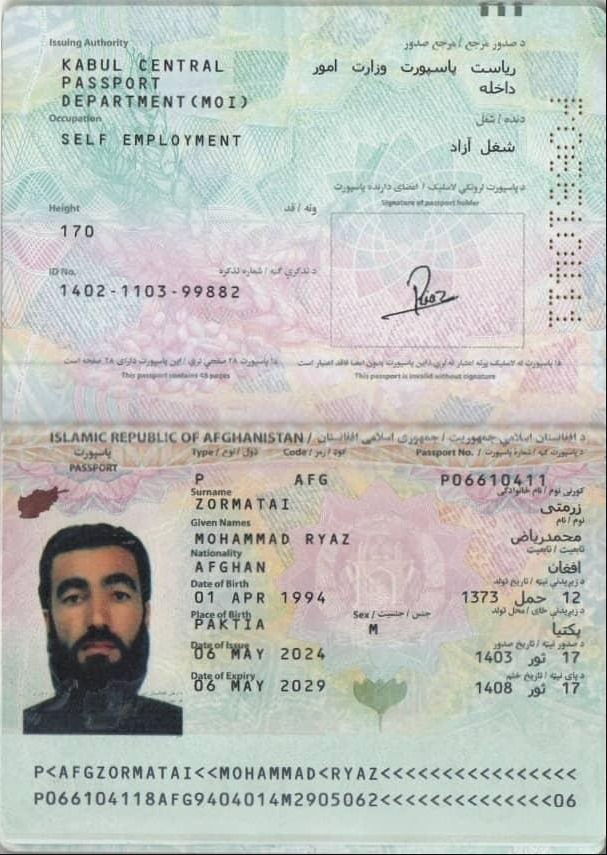 Issuing Authority د صدور مرجع / مرجع صدور
KABUL CENTRAL
PASSPORT
DEPARTMENT(MOI)
ریاست پاسپورت وزارت امور
داخله
Occupation دنده / شغل
SELF EMPLOYMENT شغل آزاد
د پاسپورت لرونکي لاسلیک / امضای دارنده پاسپورت
Signature of passport holder
Height ونه / قد
170
Riaz
ID No. د تذکرې ګڼه / شماره تذکره
1402-1103-99882
دا پاسپورت ۴۸ صفحې لري / این پاسپورت دارای ۴۸ صفحه است
This passport contains 48 pages
دا پاسپورت له لاسلیک پرته اعتبار نه لري / این پاسپورت بدون امضا فاقد اعتبار است
This passport is invalid without signature
P06610411
ISLAMIC REPUBLIC OF AFGHANISTAN / د افغانستان اسلامي جمهوریت / جمهوری اسلامی افغانستان
پاسپورت
PASSPORT
Type / ډول / نوع Code / کود / رمز Passport No. / د پاسپورت ګڼه / شماره پاسپورت
P AFG P06610411
Surname کورنی نوم / نام خانوادگی
ZORMATAI زرمتی
Given Names نوم / نام
MOHAMMAD RYAZ محمدریاض
Nationality تابعیت / تابعیت
AFGHAN افغان
Date of Birth د زیږیدنې نېټه / تاریخ تولد
01 APR 1994 12 حمل 1373
Place of Birth Sex / جنس / جنسیت د زیږیدنې ځای / محل تولد
PAKTIA M پکتیا
Date of Issue د صدور نېټه / تاریخ صدور
06 MAY 2024 17 ثور 1403
Date of Expiry د پای نېټه / تاریخ ختم
06 MAY 2029 17 ثور 1408
P<AFGZORMATAI<<MOHAMMAD<RYAZ<<<<<<<<<<<<<<<<
P066104118AFG9404014M2905062<<<<<<<<<<<<<<06